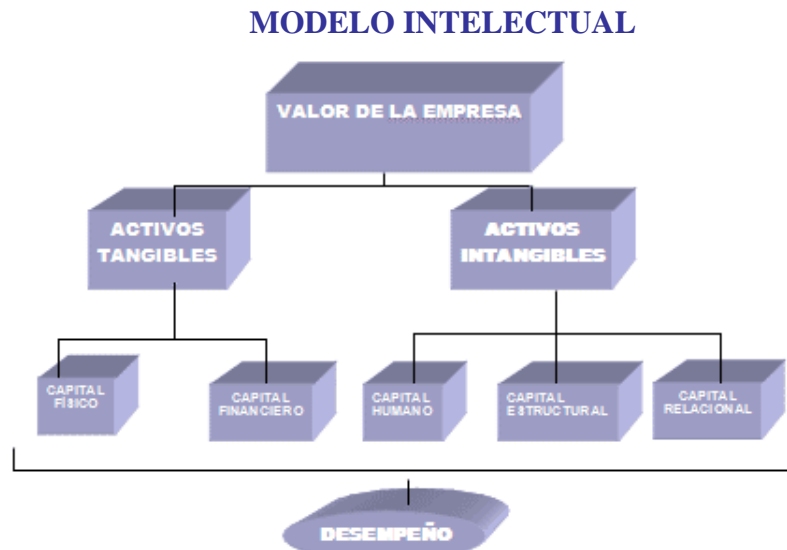 MODELO INTELECTUAL
VALOR DE LA EMPRESA
ACTIVOS
TANGIBLES
ACTIVOS
INTANGIBLES
CAPITAL
FÍSICO
CAPITAL
FINANCIERO
CAPITAL
HUMANO
CAPITAL
ESTRUCTURAL
CAPITAL
RELACIONAL
DESEMPEÑO